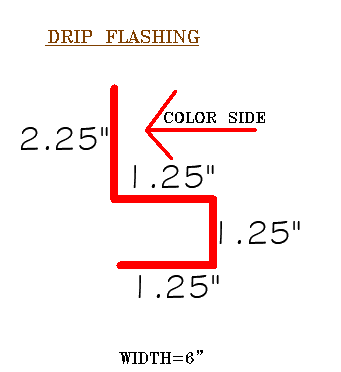 DRIP FLASHING
COLOR SIDE
2.25"
1.25"
1.25"
1.25"
WIDTH=6”